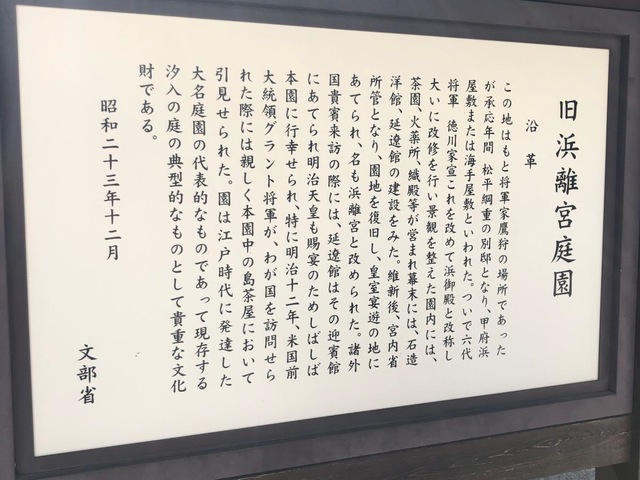 旧浜離宮庭園
沿革
この地はもと将軍家鷹狩の場所であった
が承応年間 松平綱重の別邸となり、甲府浜
屋敷または海手屋敷といわれた。ついで六代
将軍 徳川家宣これを改めて浜御殿と改称し
大いに改修を行い景観を整えた園内には、
茶園、火薬所、織殿等が営まれ幕末には、石造
洋館、延遼館の建設をみた。維新後、宮内省
所管となり、園地を復旧し、皇室宴遊の地に
あてられ、名も浜離宮と改められた。諸外
国貴賓来訪の際には、延遼館はその迎賓館
にあてられ明治天皇も賜宴のためしばしば
本園に行幸せられ、特に明治十二年、米国前
大統領グラント将軍が、わが国を訪問せら
れた際には親しく本園中の島茶屋において
引見せられた。園は江戸時代に発達した
大名庭園の代表的なものであって現存する
汐入の庭の典型的なものとして貴重な文化
財である。
昭和二十三年十二月
文部省